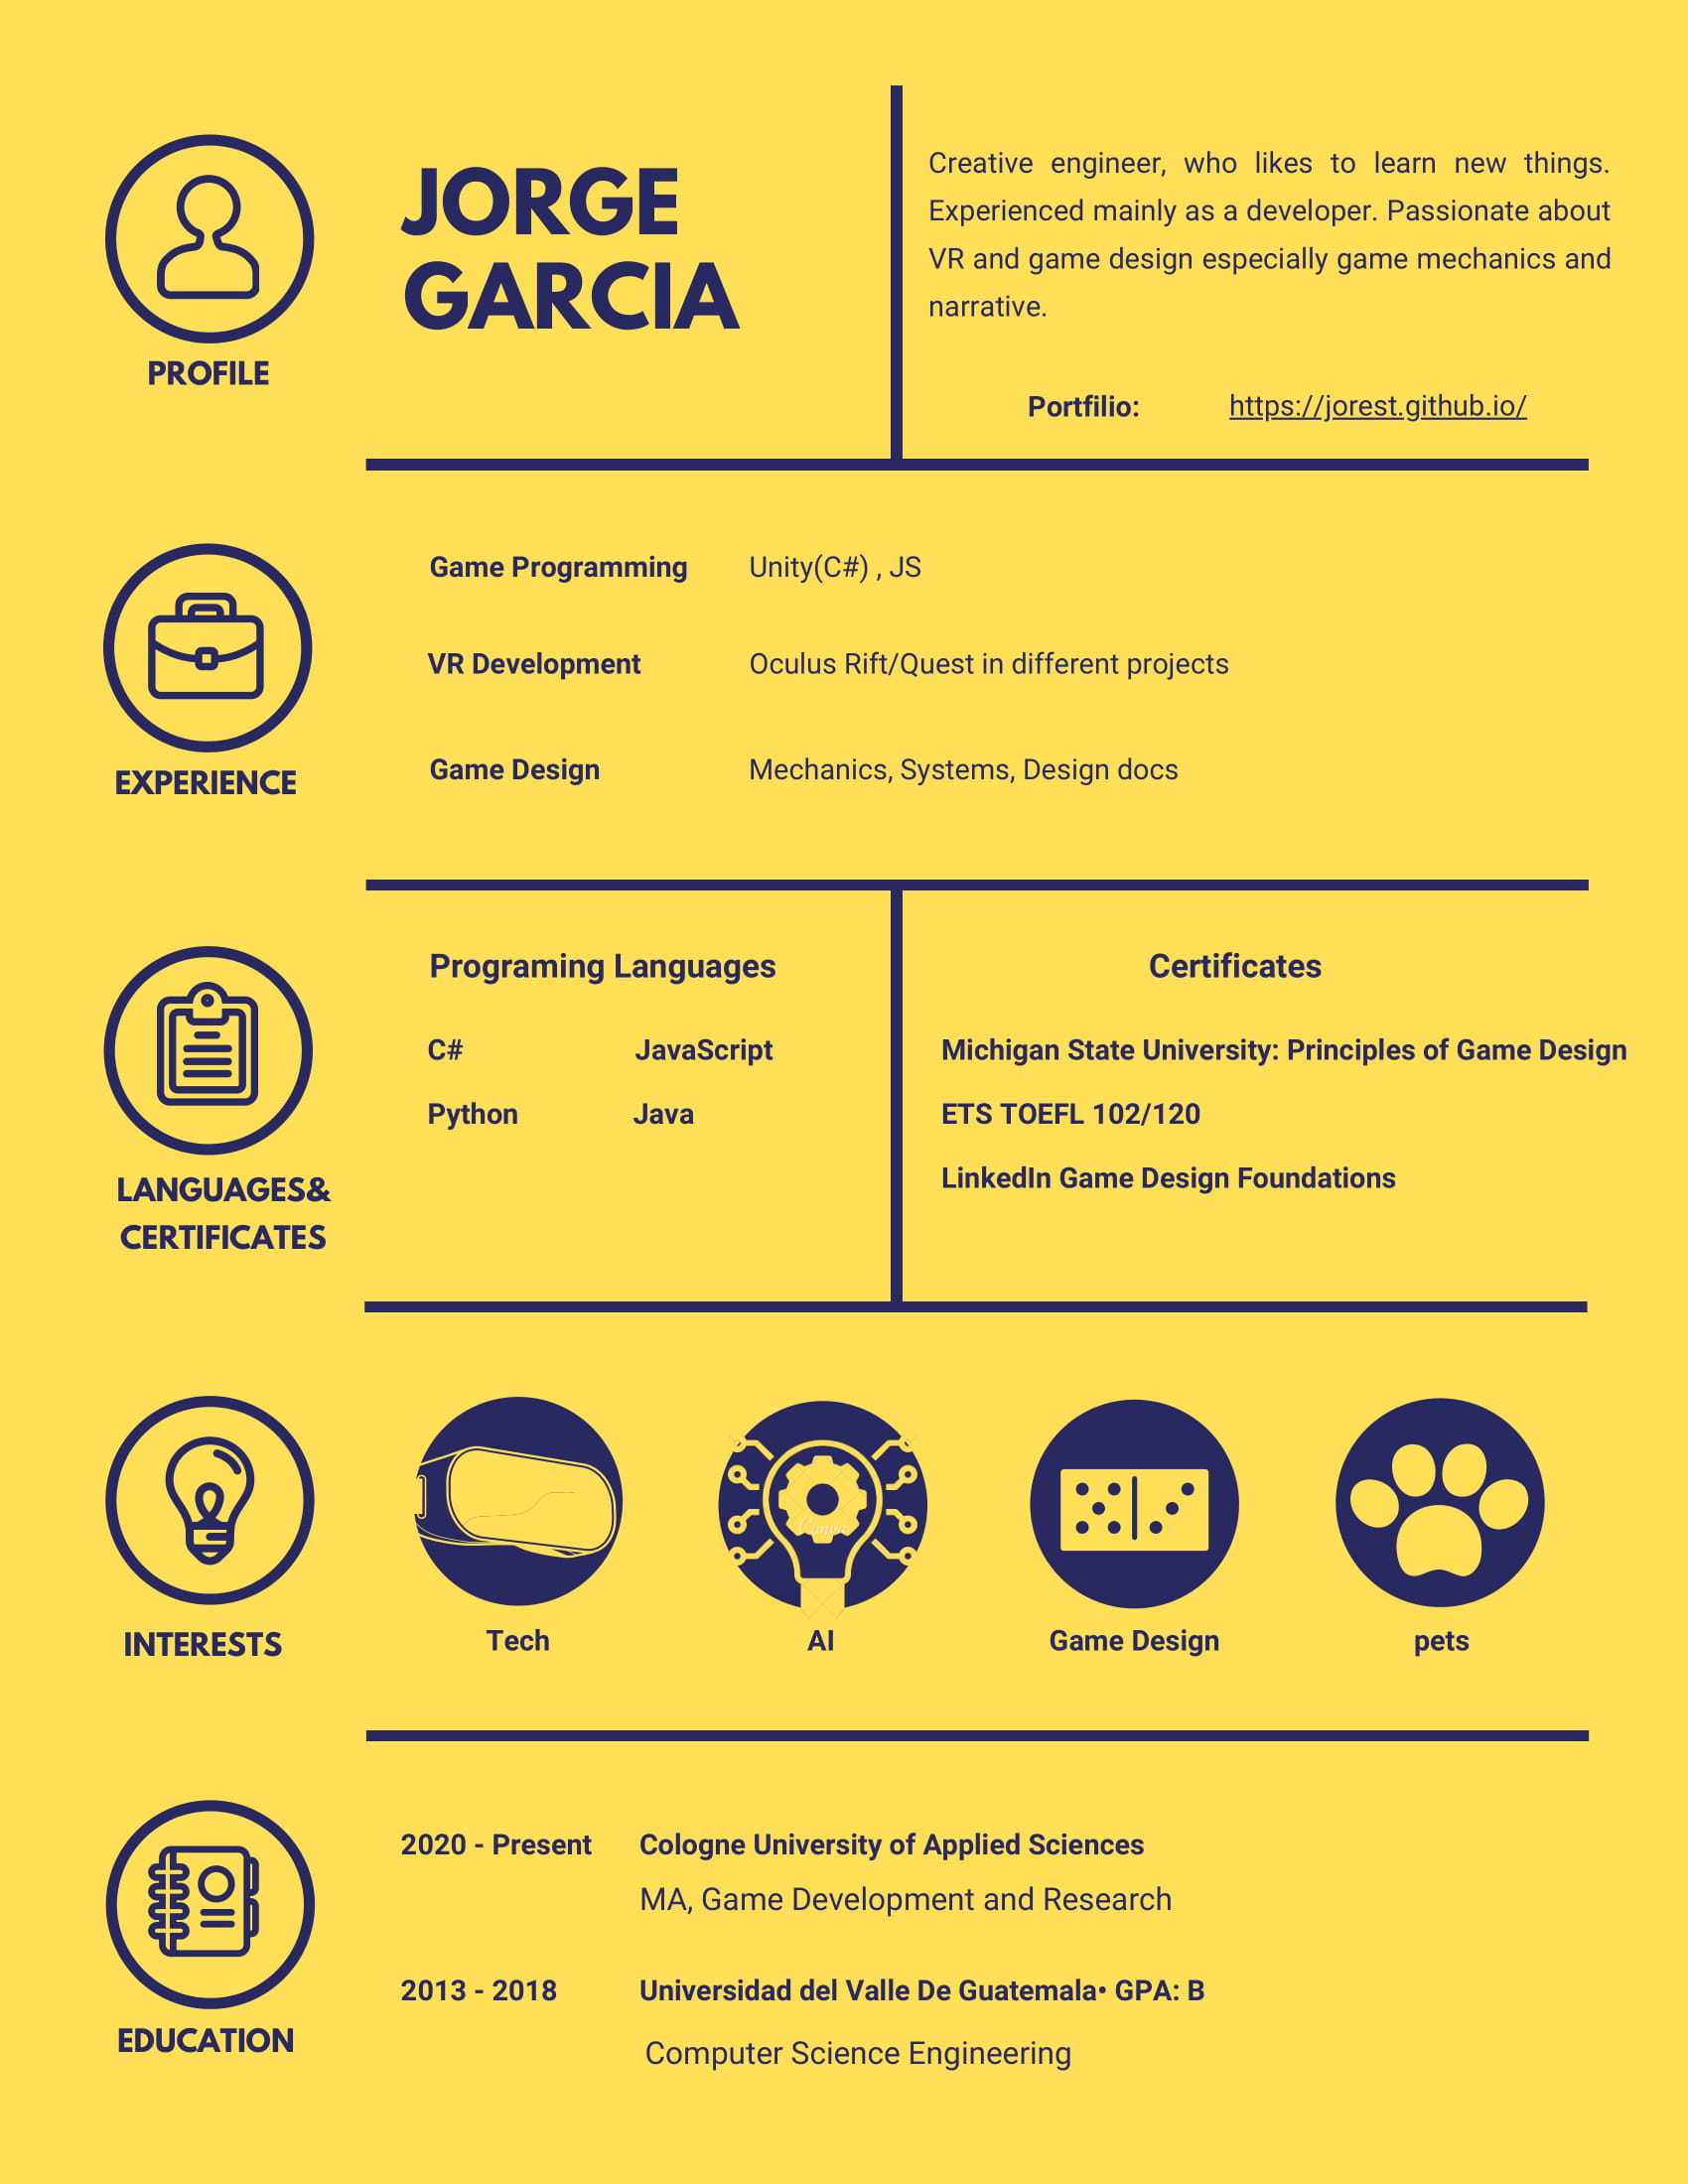 JORGE
GARCIA
Creative engineer, who likes to learn new things.
Experienced mainly as a developer. Passionate about
VR and game design especially game mechanics and
narrative.
Portfilio: https://jorest.github.io/
PROFILE
Game Programming Unity(C#) , JS
VR Development Oculus Rift/Quest in different projects
Game Design Mechanics, Systems, Design docs
EXPERIENCE
Programing Languages
C# JavaScript
Python Java
Certificates
Michigan State University: Principles of Game Design
ETS TOEFL 102/120
LinkedIn Game Design Foundations
LANGUAGES&
CERTIFICATES
Canva
Tech AI Game Design pets
INTERESTS
2020 - Present Cologne University of Applied Sciences
MA, Game Development and Research
2013 - 2018 Universidad del Valle De Guatemala• GPA: B
Computer Science Engineering
EDUCATION